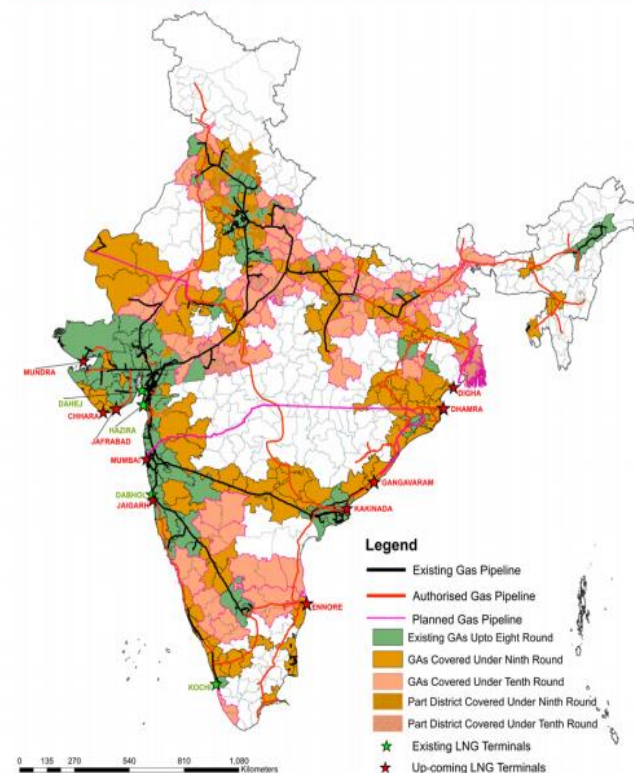 MUNDRA
DAHEJ
CHHARA
HAZIRA
JAFRABAD
MUMBAI
DABHOL
JAIGARH
DIGHA
DHAMRA
GANGAVARAM
KAKINADA
ENNORE
KOCHI
Legend
Existing Gas Pipeline
Authorised Gas Pipeline
Planned Gas Pipeline
Existing GAs Upto Eight Round
GAs Covered Under Ninth Round
GAs Covered Under Tenth Round
Part District Covered Under Ninth Round
Part District Covered Under Tenth Round
Existing LNG Terminals
Up-coming LNG Terminals
0 135 270 540 810 1,080
Kilometers